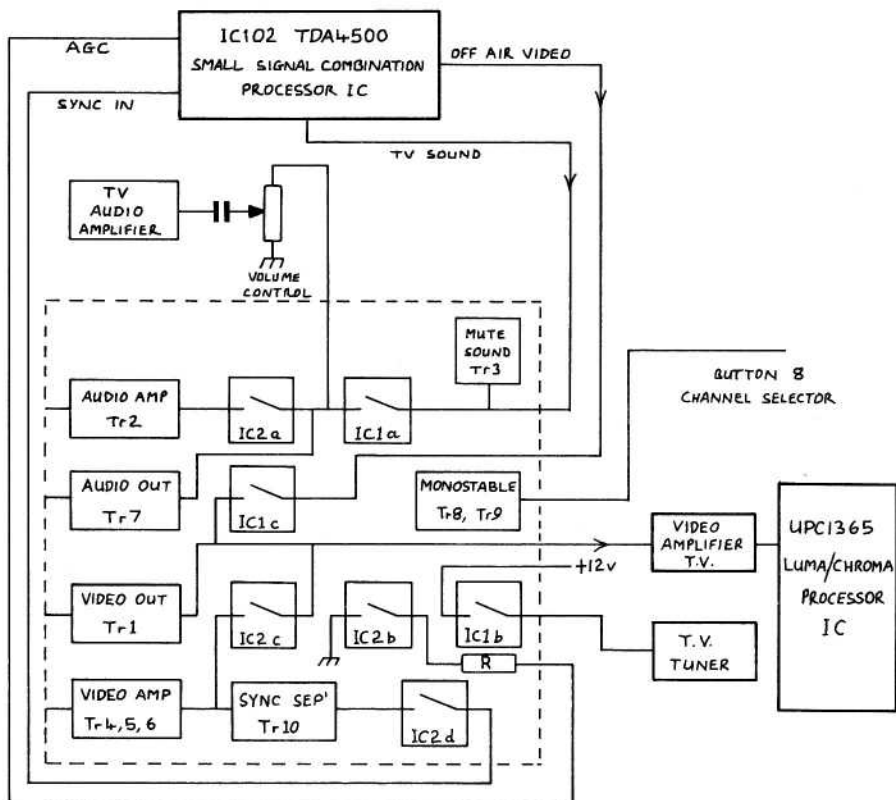 IC102 TDA4500
SMALL SIGNAL COMBINATION
PROCESSOR IC
AGC
OFF AIR VIDEO
SYNC IN
TV SOUND
TV
AUDIO
AMPLIFIER
VOLUME
CONTROL
MUTE
SOUND
Tr3
BUTTON 8
CHANNEL SELECTOR
AUDIO AMP
Tr2
IC2a
IC1a
AUDIO OUT
Tr7
IC1c
MONOSTABLE
Tr8, Tr9
VIDEO
AMPLIFIER
T.V.
UPC1365
LUMA/CHROMA
PROCESSOR
IC
+12v
VIDEO OUT
Tr1
IC2c
IC2b
IC1b
T.V.
TUNER
R
VIDEO AMP
Tr4, 5, 6
SYNC SEP'
Tr10
IC2d